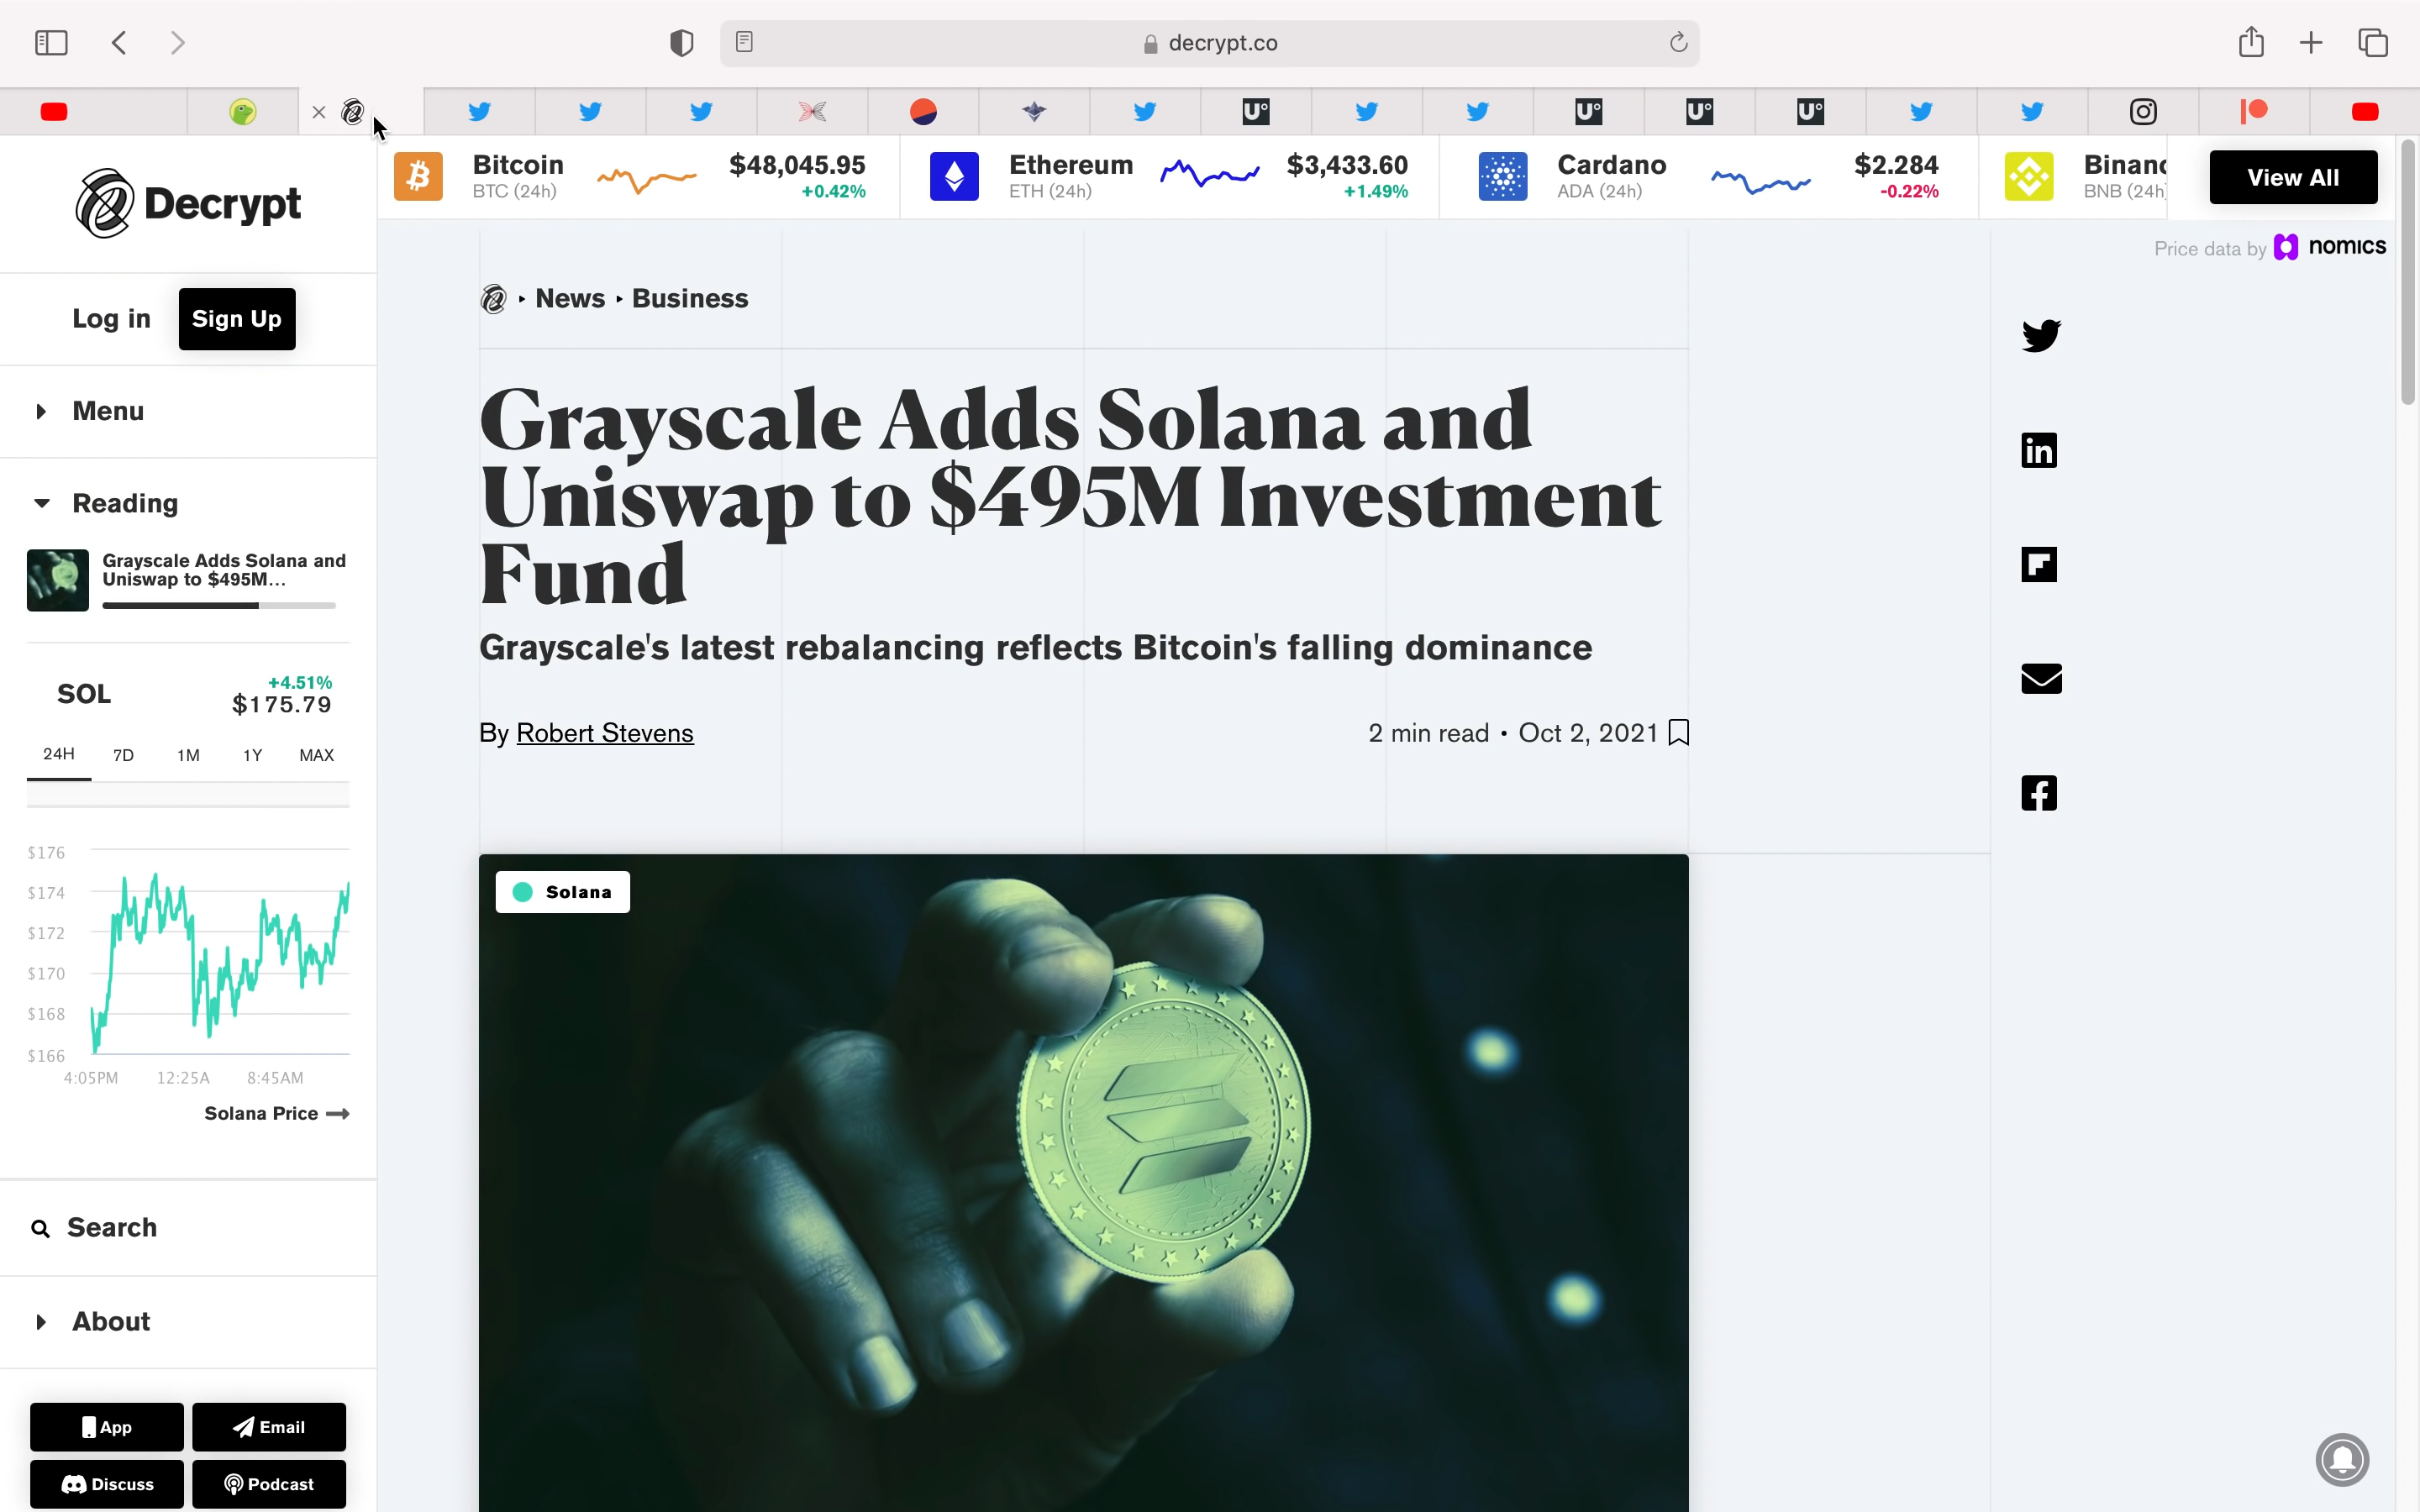 decrypt.co
Bitcoin
BTC (24h)
$48,045.95
+0.42%
Ethereum
ETH (24h)
$3,433.60
+1.49%
Cardano
ADA (24h)
$2.284
-0.22%
Binanc
BNB (24h)
View All
Price data by nomics
Decrypt
Log in
Sign Up
Menu
Reading
Grayscale Adds Solana and
Uniswap to $495M...
SOL
+4.51%
$175.79
24H 7D 1M 1Y MAX
$176
$174
$172
$170
$168
$166
4:05PM 12:25A 8:45AM
Solana Price
Search
About
App
Email
Discuss
Podcast
News Business
Grayscale Adds Solana and
Uniswap to $495M Investment
Fund
Grayscale's latest rebalancing reflects Bitcoin's falling dominance
By Robert Stevens
2 min read • Oct 2, 2021
Solana